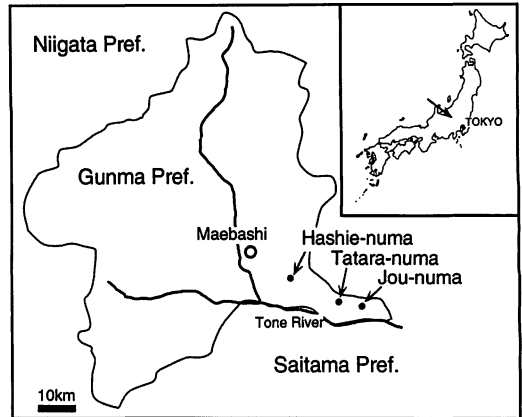 Niigata Pref.
TOKYO
Gunma Pref.
Maebashi
Hashie-numa
Tatara-numa
Jou-numa
Tone River
Saitama Pref.
10km